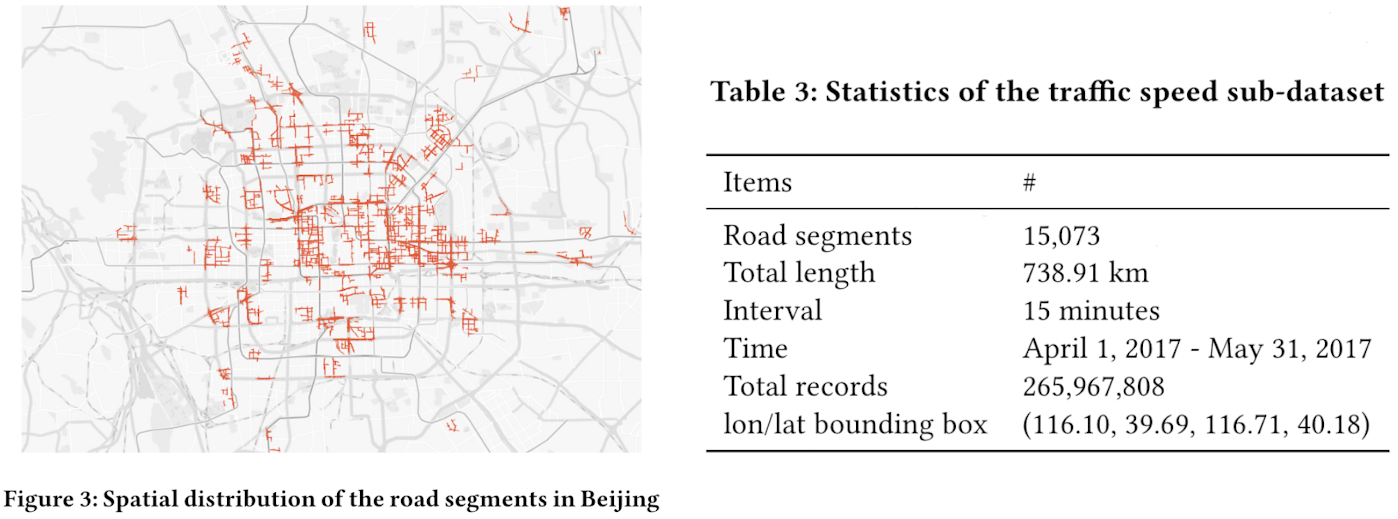 Figure 3: Spatial distribution of the road segments in Beijing
Table 3: Statistics of the traffic speed sub-dataset
Items #
Road segments 15,073
Total length 738.91 km
Interval 15 minutes
Time April 1, 2017 - May 31, 2017
Total records 265,967,808
lon/lat bounding box (116.10, 39.69, 116.71, 40.18)